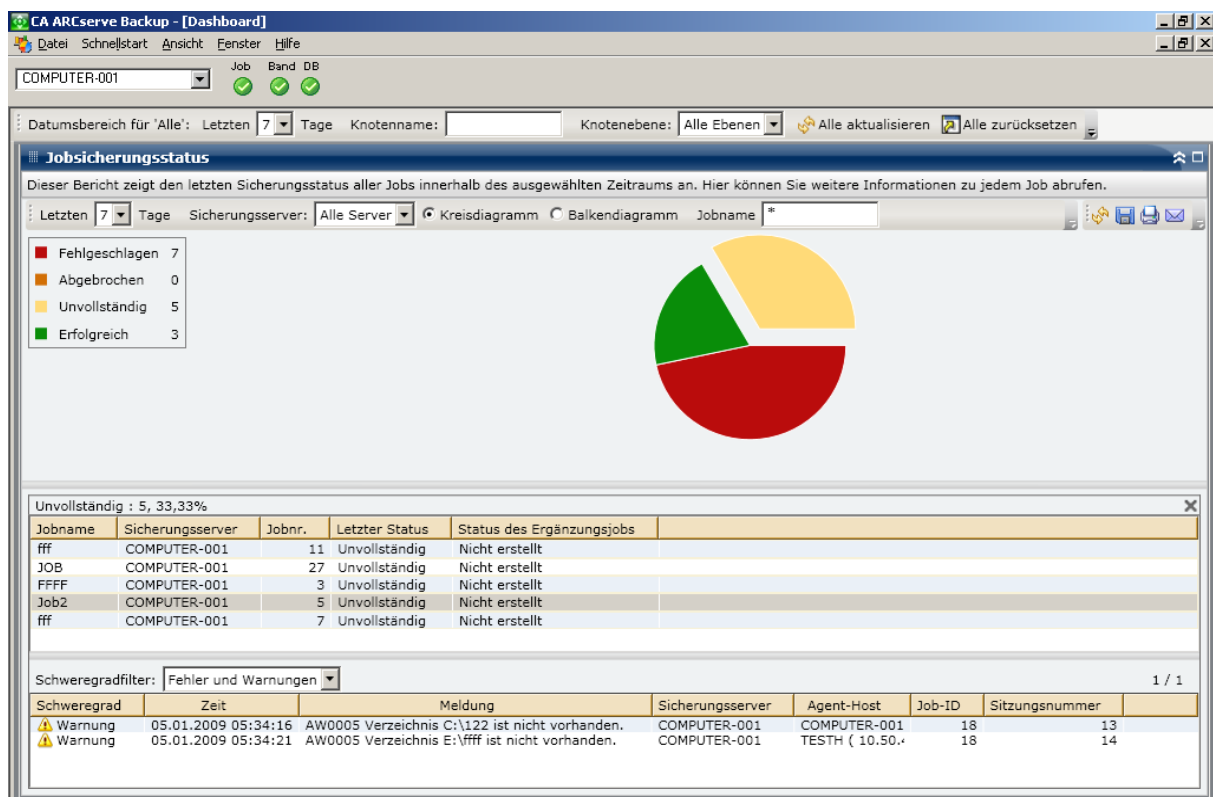 CA ARCserve Backup - [Dashboard]
Datei Schnellstart Ansicht Fenster Hilfe
COMPUTER-001 Job Band DB
Datumsbereich für 'Alle': Letzten 7 Tage Knotenname: Knotenebene: Alle Ebenen Alle aktualisieren Alle zurücksetzen
Jobsicherungsstatus
Dieser Bericht zeigt den letzten Sicherungsstatus aller Jobs innerhalb des ausgewählten Zeitraums an. Hier können Sie weitere Informationen zu jedem Job abrufen.
Letzten 7 Tage Sicherungsserver: Alle Server Kreisdiagramm Balkendiagramm Jobname *
Fehlgeschlagen 7
Abgebrochen 0
Unvollständig 5
Erfolgreich 3
Unvollständig : 5, 33,33%
Jobname Sicherungsserver Jobnr. Letzter Status Status des Ergänzungsjobs
fff COMPUTER-001 11 Unvollständig Nicht erstellt
JOB COMPUTER-001 27 Unvollständig Nicht erstellt
FFFF COMPUTER-001 3 Unvollständig Nicht erstellt
Job2 COMPUTER-001 5 Unvollständig Nicht erstellt
fff COMPUTER-001 7 Unvollständig Nicht erstellt
Schweregradfilter: Fehler und Warnungen 1 / 1
Schweregrad Zeit Meldung Sicherungsserver Agent-Host Job-ID Sitzungsnummer
Warnung 05.01.2009 05:34:16 AW0005 Verzeichnis C:\122 ist nicht vorhanden. COMPUTER-001 COMPUTER-001 18 13
Warnung 05.01.2009 05:34:21 AW0005 Verzeichnis E:\ffff ist nicht vorhanden. COMPUTER-001 TESTH ( 10.50. 18 14